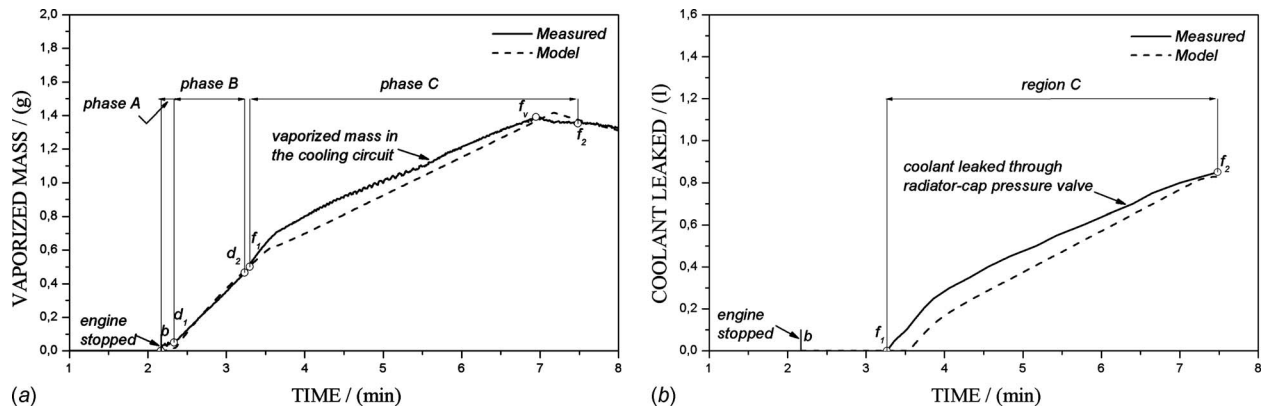 2,0
1,8
1,6
1,4
1,2
1,0
0,8
0,6
0,4
0,2
0,0
VAPORIZED MASS / (g)
Measured
Model
phase A
phase B
phase C
f_v
f_2
vaporized mass in
the cooling circuit
f_1
d_2
d_1
b
engine
stopped
1 2 3 4 5 6 7 8
TIME / (min)
(a)
1,6
1,4
1,2
1,0
0,8
0,6
0,4
0,2
0,0
COOLANT LEAKED / (l)
Measured
Model
region C
f_2
coolant leaked through
radiator-cap pressure valve
engine
stopped
b
f_1
1 2 3 4 5 6 7 8
TIME / (min)
(b)